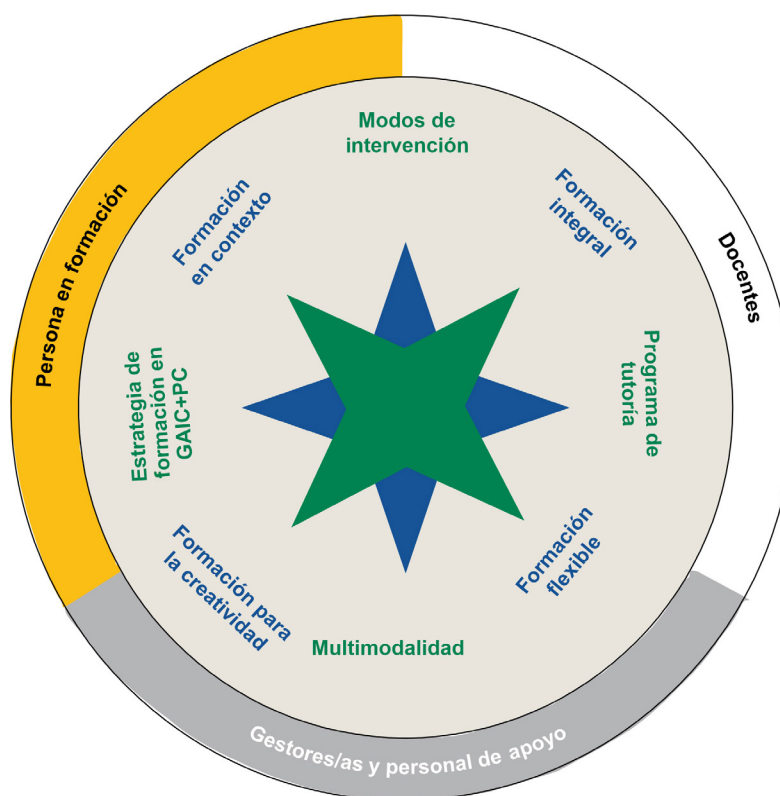 Modos de
intervención
Formación
integral
Docentes
Programa de
tutoría
Formación
flexible
Multimodalidad
Formación para
la creatividad
Estrategia de
formación en
GAIC+PC
Formación
en contexto
Persona en formación
Gestores/as y personal de apoyo